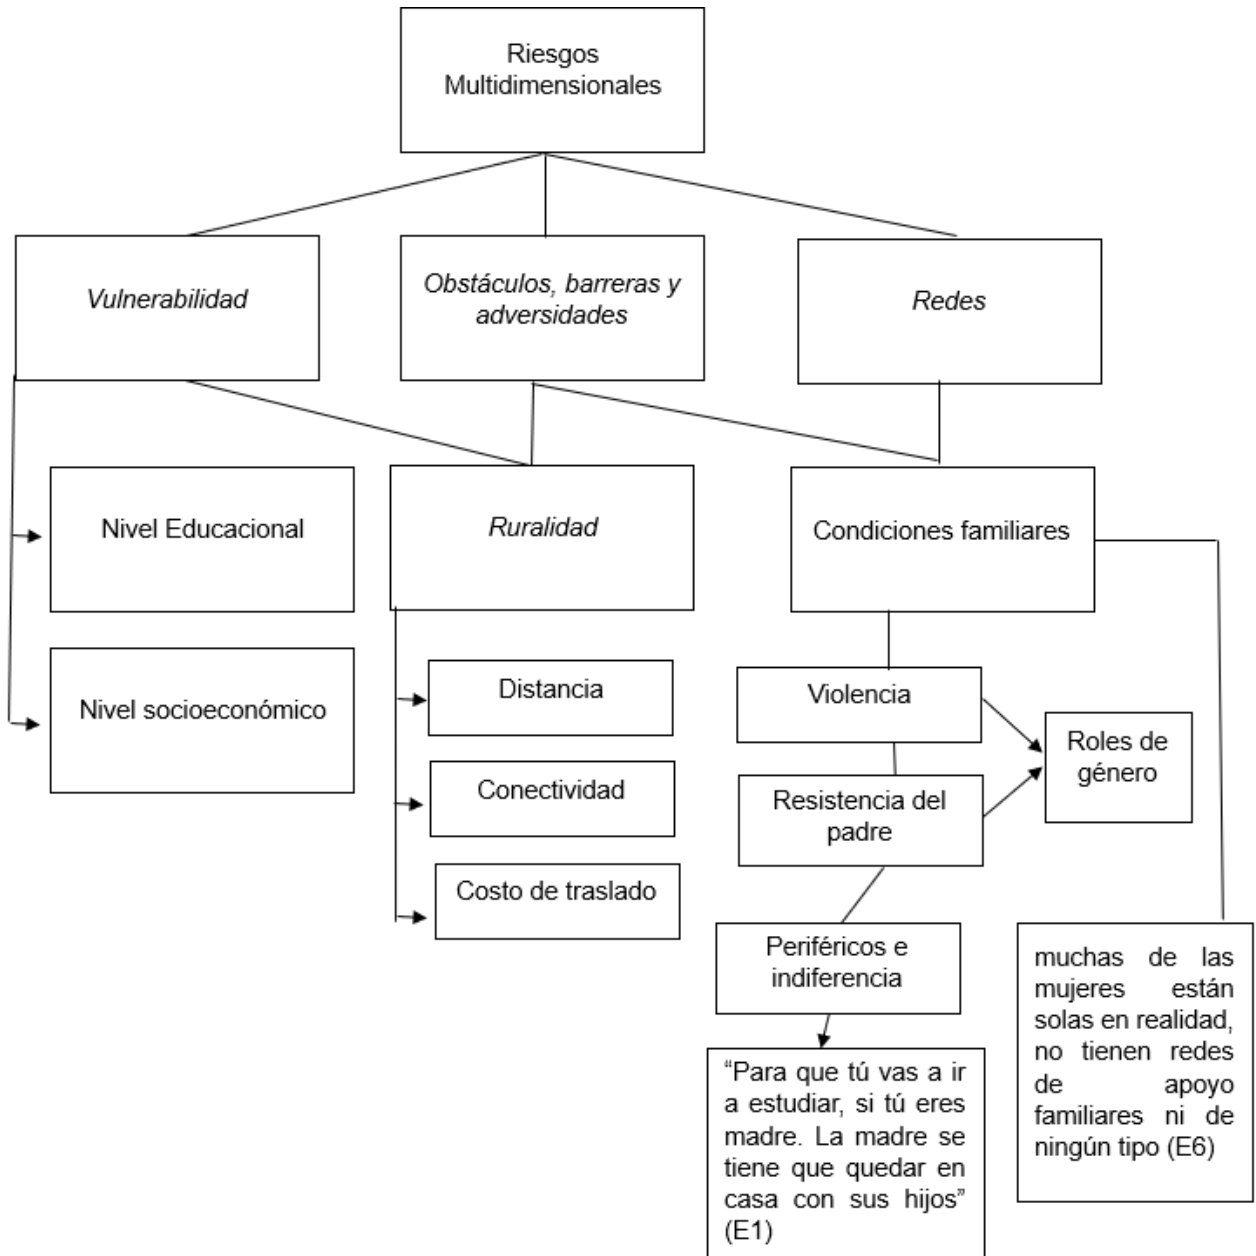 Riesgos
Multidimensionales
Vulnerabilidad
Obstáculos, barreras y
adversidades
Redes
Nivel Educacional
Ruralidad
Condiciones familiares
Nivel socioeconómico
Distancia
Conectividad
Costo de traslado
Violencia
Resistencia del
padre
Roles de
género
Periféricos e
indiferencia
“Para que tú vas a ir
a estudiar, si tú eres
madre. La madre se
tiene que quedar en
casa con sus hijos”
(E1)
muchas de las
mujeres están
solas en realidad,
no tienen redes
de apoyo
familiares ni de
ningún tipo (E6)